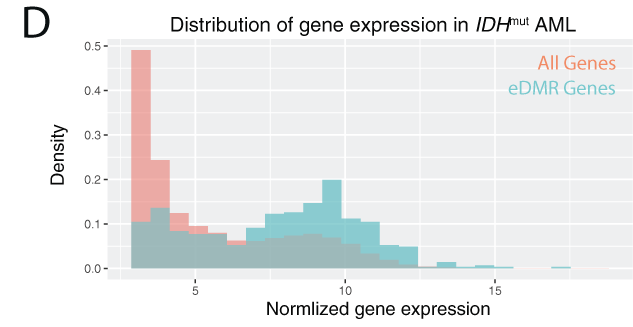 D
Distribution of gene expression in IDHmut AML
All Genes
eDMR Genes
Density
0.5
0.4
0.3
0.2
0.1
0.0
5 10 15
Normlized gene expression